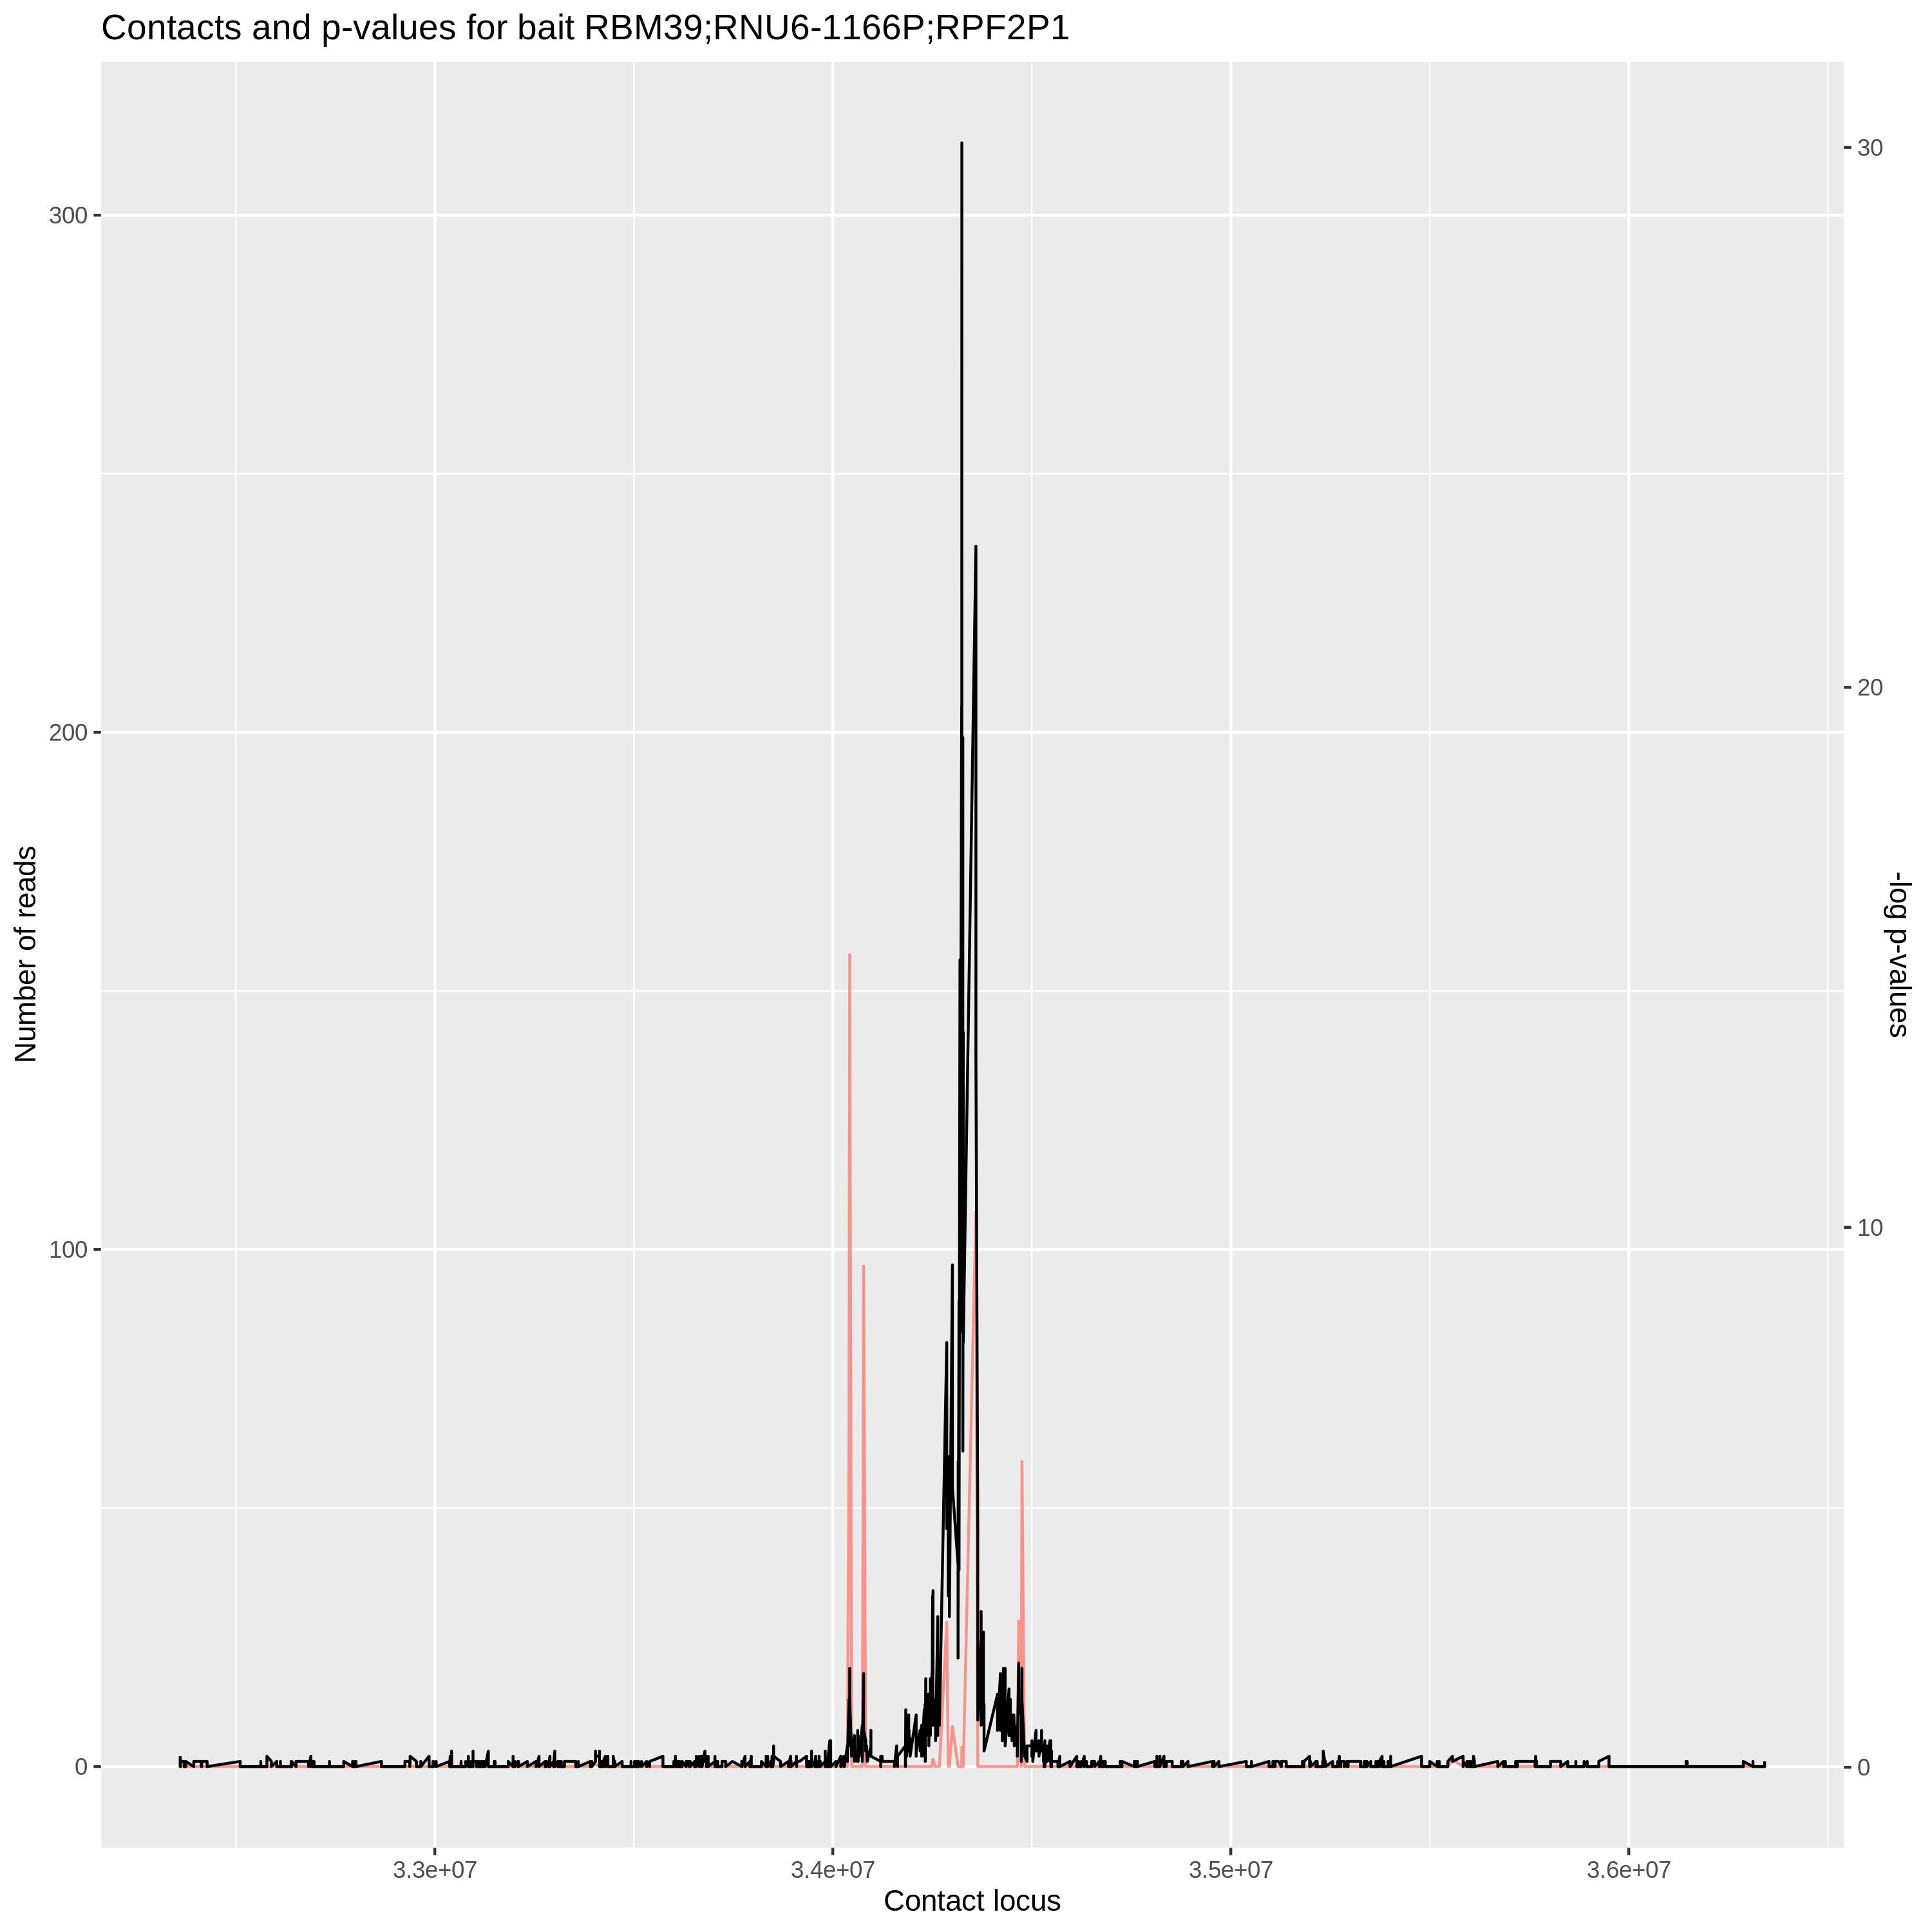 Contacts and p-values for bait RBM39;RNU6-1166P;RPF2P1
300
200
100
0
Number of reads
30
20
10
0
-log p-values
3.3e+07
3.4e+07
3.5e+07
3.6e+07
Contact locus